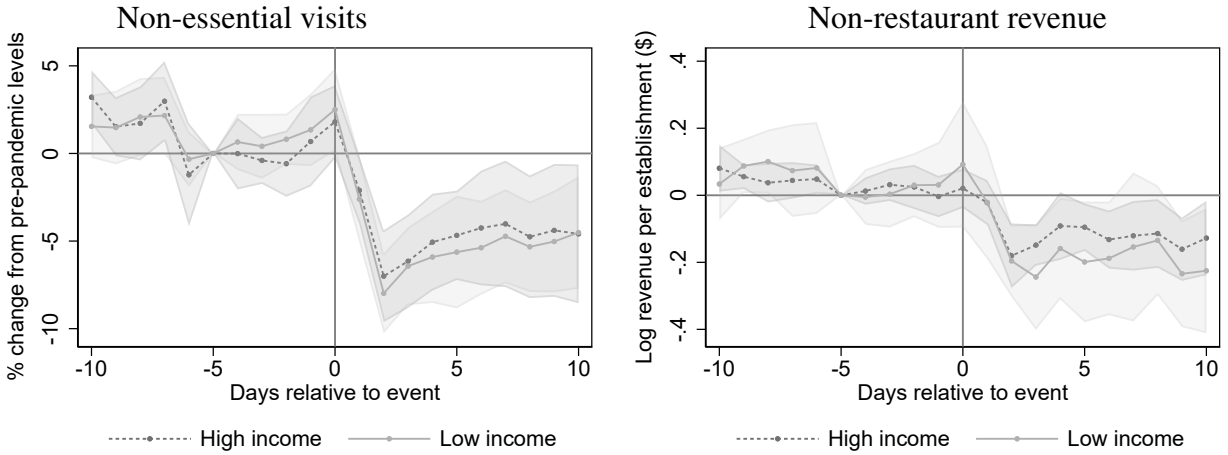 Non-essential visits
% change from pre-pandemic levels
5
0
-5
-10
-10 -5 0 5 10
Days relative to event
High income Low income
Non-restaurant revenue
Log revenue per establishment ($)
.4
.2
0
-.2
-.4
-10 -5 0 5 10
Days relative to event
High income Low income